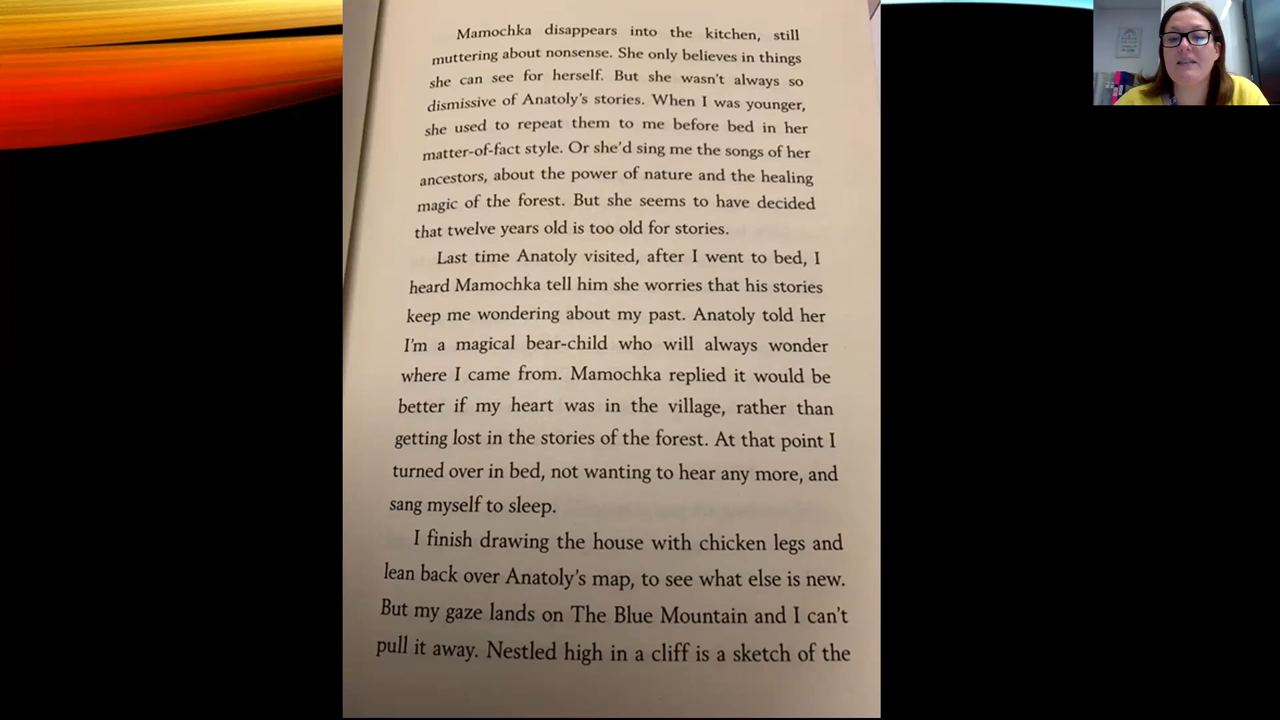 Mamochka disappears into the kitchen, still
muttering about nonsense. She only believes in things
she can see for herself. But she wasn't always so
dismissive of Anatoly's stories. When I was younger,
she used to repeat them to me before bed in her
matter-of-fact style. Or she'd sing me the songs of her
ancestors, about the power of nature and the healing
magic of the forest. But she seems to have decided
that twelve years old is too old for stories.
Last time Anatoly visited, after I went to bed, I
heard Mamochka tell him she worries that his stories
keep me wondering about my past. Anatoly told her
I'm a magical bear-child who will always wonder
where I came from. Mamochka replied it would be
better if my heart was in the village, rather than
getting lost in the stories of the forest. At that point I
turned over in bed, not wanting to hear any more, and
sang myself to sleep.
I finish drawing the house with chicken legs and
lean back over Anatoly's map, to see what else is new.
But my gaze lands on The Blue Mountain and I can't
pull it away. Nestled high in a cliff is a sketch of the